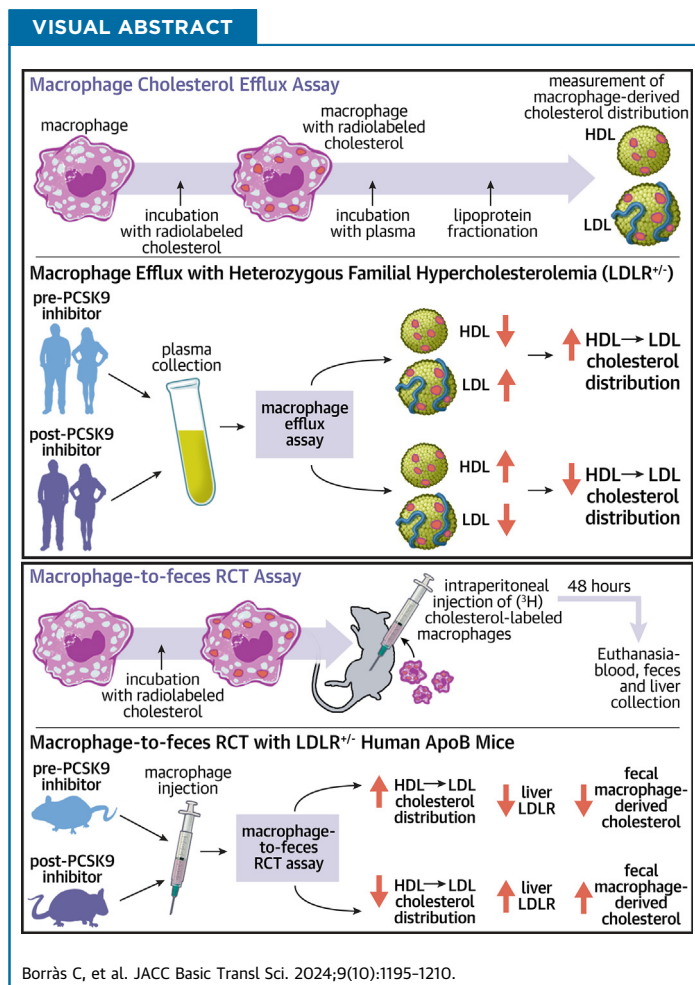 VISUAL ABSTRACT
Macrophage Cholesterol Efflux Assay
macrophage
macrophage
with radiolabeled
cholesterol
measurement of
macrophage-derived
cholesterol distribution
HDL
LDL
incubation
with radiolabeled
cholesterol
incubation
with plasma
lipoprotein
fractionation
Macrophage Efflux with Heterozygous Familial Hypercholesterolemia (LDLR+/-)
pre-PCSK9
inhibitor
plasma
collection
post-PCSK9
inhibitor
macrophage
efflux
assay
HDL
LDL
HDL→LDL
cholesterol
distribution
HDL
LDL
HDL→LDL
cholesterol
distribution
Macrophage-to-feces RCT Assay
incubation
with radiolabeled
cholesterol
intraperitoneal
injection of (³H)
cholesterol-labeled
macrophages
48 hours
Euthanasia-
blood, feces
and liver
collection
Macrophage-to-feces RCT with LDLR+/- Human ApoB Mice
pre-PCSK9
inhibitor
macrophage
injection
post-PCSK9
inhibitor
macrophage-
to-feces
RCT assay
HDL→LDL
cholesterol
distribution
liver
LDLR
fecal
macrophage-
derived
cholesterol
HDL→LDL
cholesterol
distribution
liver
LDLR
fecal
macrophage-
derived
cholesterol
Borràs C, et al. JACC Basic Transl Sci. 2024;9(10):1195-1210.